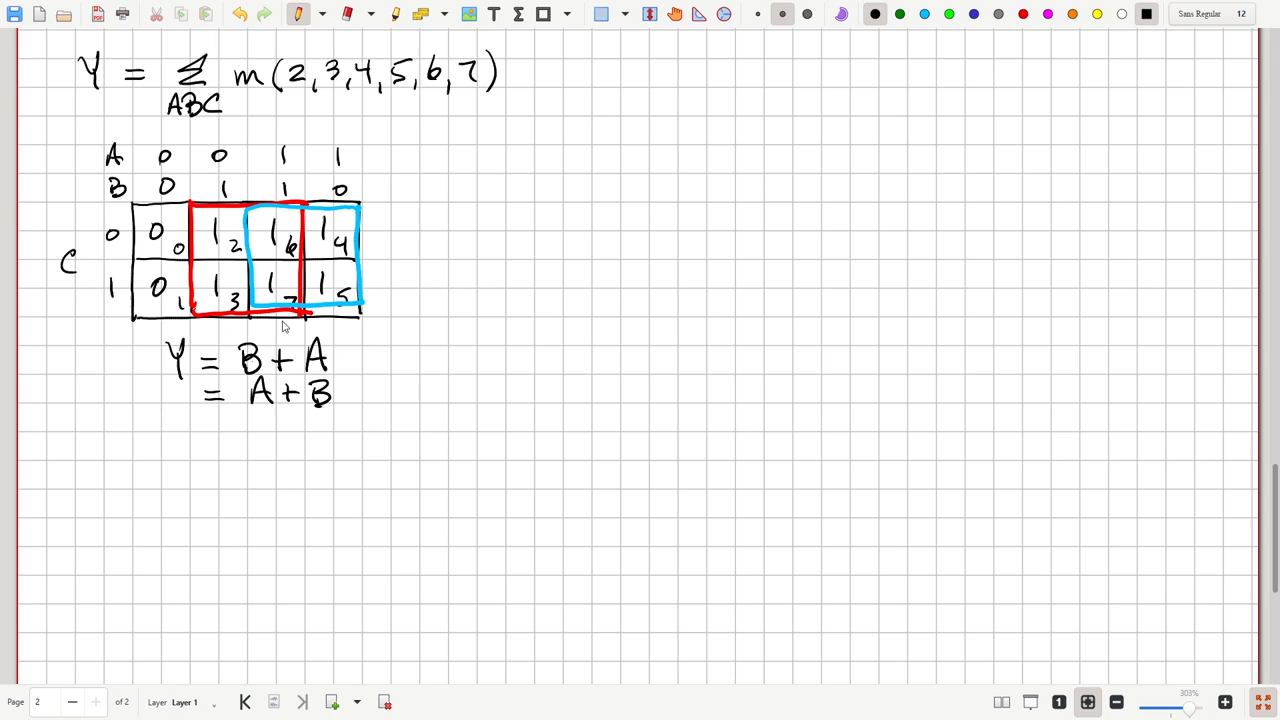 Sans Regular 12
Y = Σ m(2,3,4,5,6,7)
ABC
A 0 0 1 1
B 0 1 1 0
0 0 0 1 2 1 6 1 4
C
1 0 1 1 3 1 7 1 5
Y = B + A
= A + B
Page 2 of 2 Layer Layer 1 303%